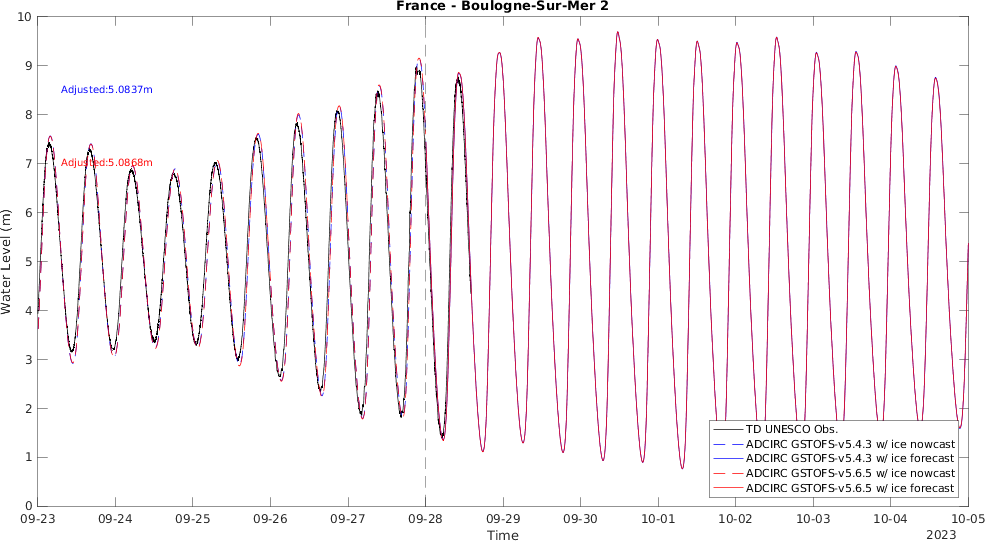 France - Boulogne-Sur-Mer 2
10
9
8
7
6
5
4
3
2
1
0
Water Level (m)
Adjusted:5.0837m
Adjusted:5.0868m
TD UNESCO Obs.
ADCIRC GSTOFS-v5.4.3 w/ ice nowcast
ADCIRC GSTOFS-v5.4.3 w/ ice forecast
ADCIRC GSTOFS-v5.6.5 w/ ice nowcast
ADCIRC GSTOFS-v5.6.5 w/ ice forecast
09-23 09-24 09-25 09-26 09-27 09-28 09-29 09-30 10-01 10-02 10-03 10-04 10-05
Time
2023